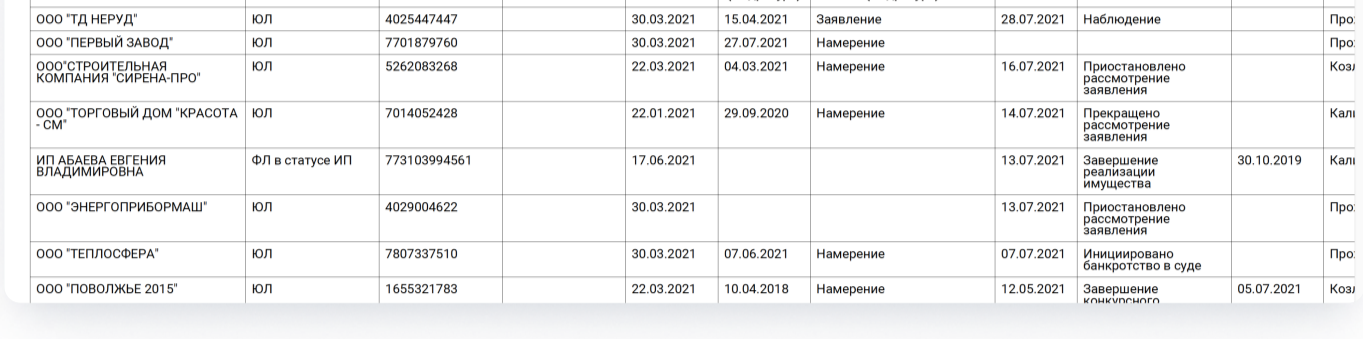 ООО "ТД НЕРУД" ЮЛ 4025447447 30.03.2021 15.04.2021 Заявление 28.07.2021 Наблюдение
ООО "ПЕРВЫЙ ЗАВОД" ЮЛ 7701879760 30.03.2021 27.07.2021 Намерение
ООО"СТРОИТЕЛЬНАЯ
КОМПАНИЯ "СИРЕНА-ПРО" ЮЛ 5262083268 22.03.2021 04.03.2021 Намерение 16.07.2021 Приостановлено
рассмотрение
заявления
ООО "ТОРГОВЫЙ ДОМ "КРАСОТА
- СМ" ЮЛ 7014052428 22.01.2021 29.09.2020 Намерение 14.07.2021 Прекращено
рассмотрение
заявления
ИП АБАЕВА ЕВГЕНИЯ
ВЛАДИМИРОВНА ФЛ в статусе ИП 773103994561 17.06.2021 13.07.2021 Завершение
реализации
имущества 30.10.2019
ООО "ЭНЕРГОПРИБОРМАШ" ЮЛ 4029004622 30.03.2021 13.07.2021 Приостановлено
рассмотрение
заявления
ООО "ТЕПЛОСФЕРА" ЮЛ 7807337510 30.03.2021 07.06.2021 Намерение 07.07.2021 Инициировано
банкротство в суде
ООО "ПОВОЛЖЬЕ 2015" ЮЛ 1655321783 22.03.2021 10.04.2018 Намерение 12.05.2021 Завершение
конкурсного 05.07.2021